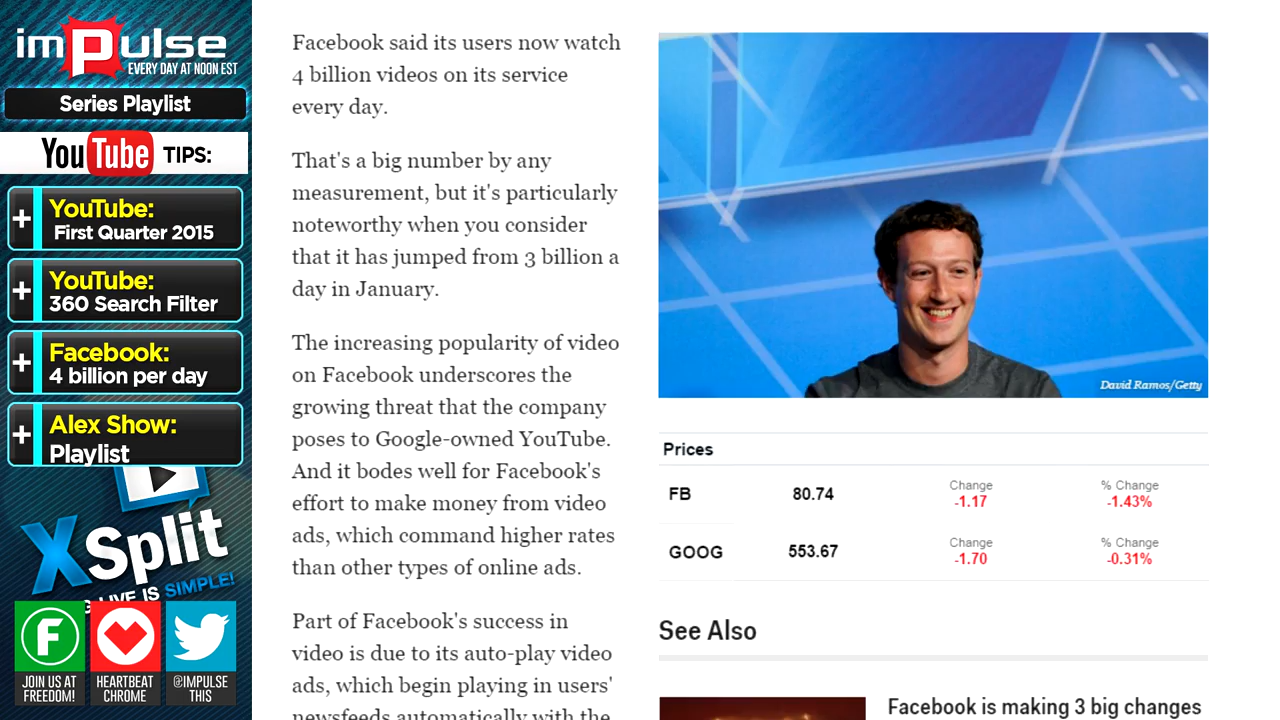 imPulse
EVERY DAY AT NOON EST
Series Playlist
YouTube TIPS:
+ YouTube:
First Quarter 2015
+ YouTube:
360 Search Filter
+ Facebook:
4 billion per day
+ Alex Show:
Playlist
XSplit
LIVE IS SIMPLE!
F
JOIN US AT
FREEDOM!
HEARTBEAT
CHROME
@IMPULSE
THIS
Facebook said its users now watch
4 billion videos on its service
every day.
That's a big number by any
measurement, but it's particularly
noteworthy when you consider
that it has jumped from 3 billion a
day in January.
The increasing popularity of video
on Facebook underscores the
growing threat that the company
poses to Google-owned YouTube.
And it bodes well for Facebook's
effort to make money from video
ads, which command higher rates
than other types of online ads.
Part of Facebook's success in
video is due to its auto-play video
ads, which begin playing in users'
newsfeeds automatically with the
David Ramos/Getty
Prices
FB 80.74 Change -1.17 % Change -1.43%
GOOG 553.67 Change -1.70 % Change -0.31%
See Also
Facebook is making 3 big changes